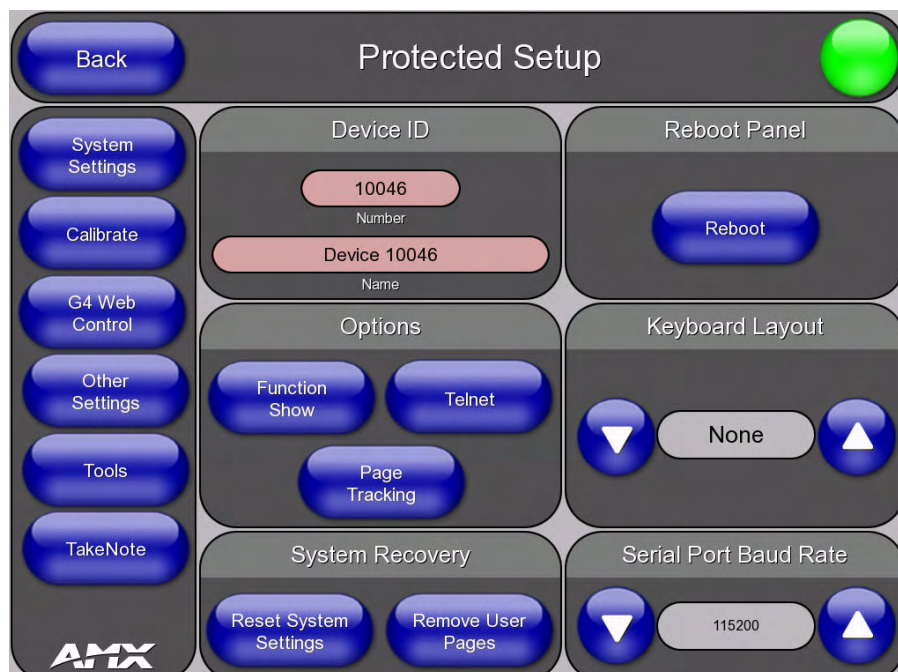 Back
Protected Setup
System
Settings
Calibrate
G4 Web
Control
Other
Settings
Tools
TakeNote
AMX
Device ID
10046
Number
Device 10046
Name
Reboot Panel
Reboot
Options
Function
Show
Telnet
Page
Tracking
Keyboard Layout
None
System Recovery
Reset System
Settings
Remove User
Pages
Serial Port Baud Rate
115200